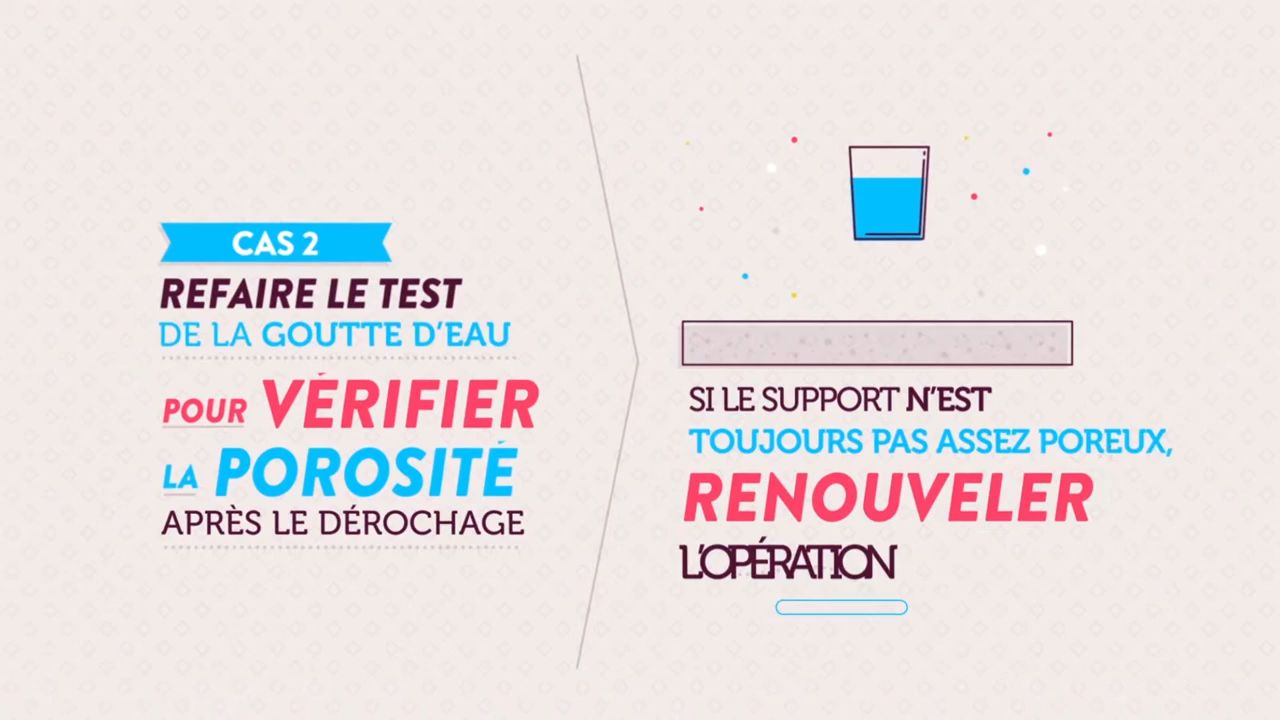 CAS 2
REFAIRE LE TEST
DE LA GOUTTE D'EAU
POUR VÉRIFIER
LA POROSITÉ
APRÈS LE DÉROCHAGE
SI LE SUPPORT N'EST
TOUJOURS PAS ASSEZ POREUX,
RENOUVELER
L'OPÉRATION